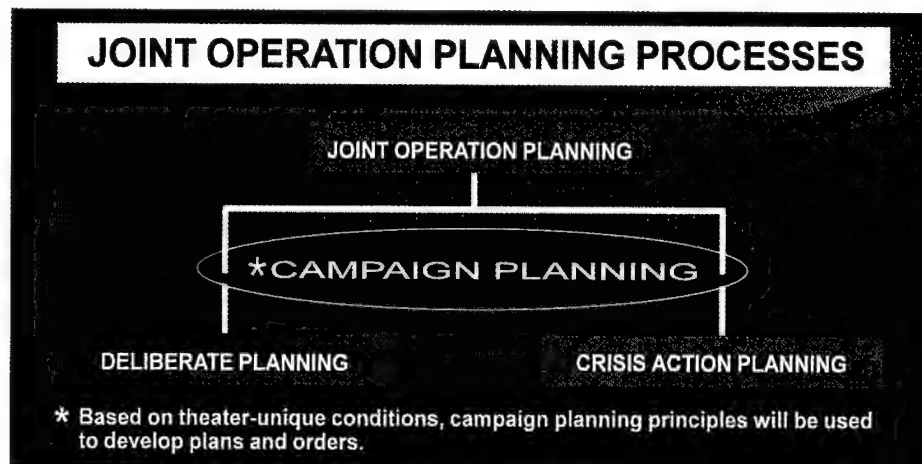 JOINT OPERATION PLANNING PROCESSES
JOINT OPERATION PLANNING
*CAMPAIGN PLANNING
DELIBERATE PLANNING
CRISIS ACTION PLANNING
* Based on theater-unique conditions, campaign planning principles will be used
to develop plans and orders.